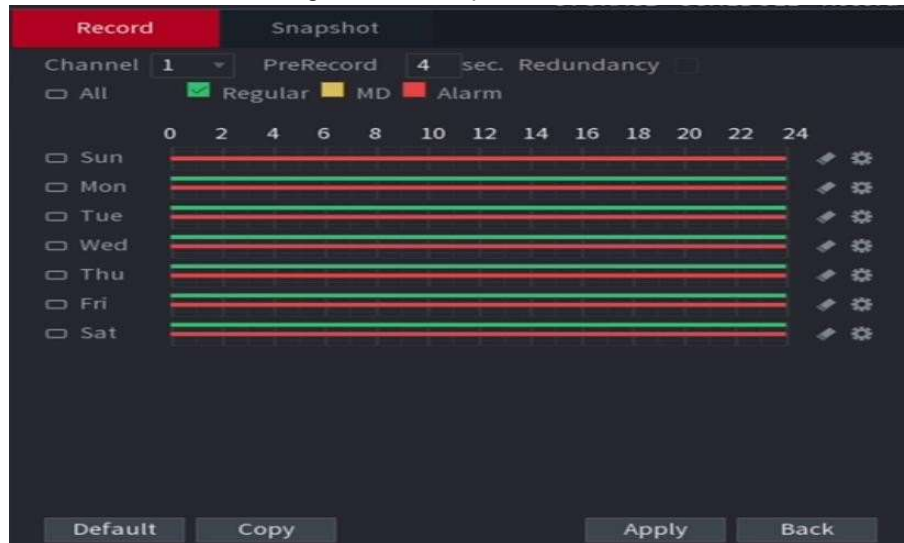 Record Snapshot
Channel 1 PreRecord 4 sec. Redundancy
All Regular MD Alarm
0 2 4 6 8 10 12 14 16 18 20 22 24
Sun
Mon
Tue
Wed
Thu
Fri
Sat
Default Copy Apply Back